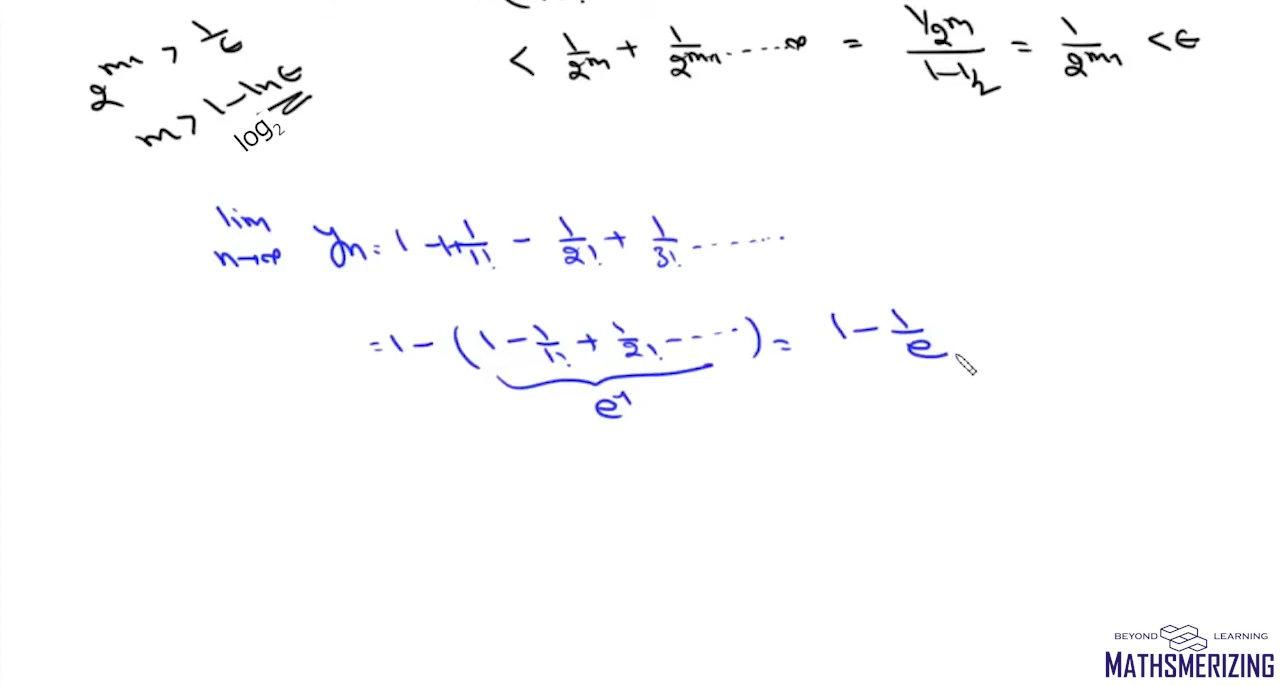 2^{m-1} > 1/ϵ
m > 1 - ln ϵ
log₂
< 1/2^m + 1/2^{m+1} ..... ∞ = (1/2^m)/(1 - 1/2) = 1/2^{m-1} < ϵ
lim n→∞ yn = 1 - 1 + 1/1! - 1/2! + 1/3! .......
= 1 - (1 - 1/1! + 1/2! .....) = 1 - 1/e
e^{-1}
BEYOND LEARNING
MATHSMERIZING